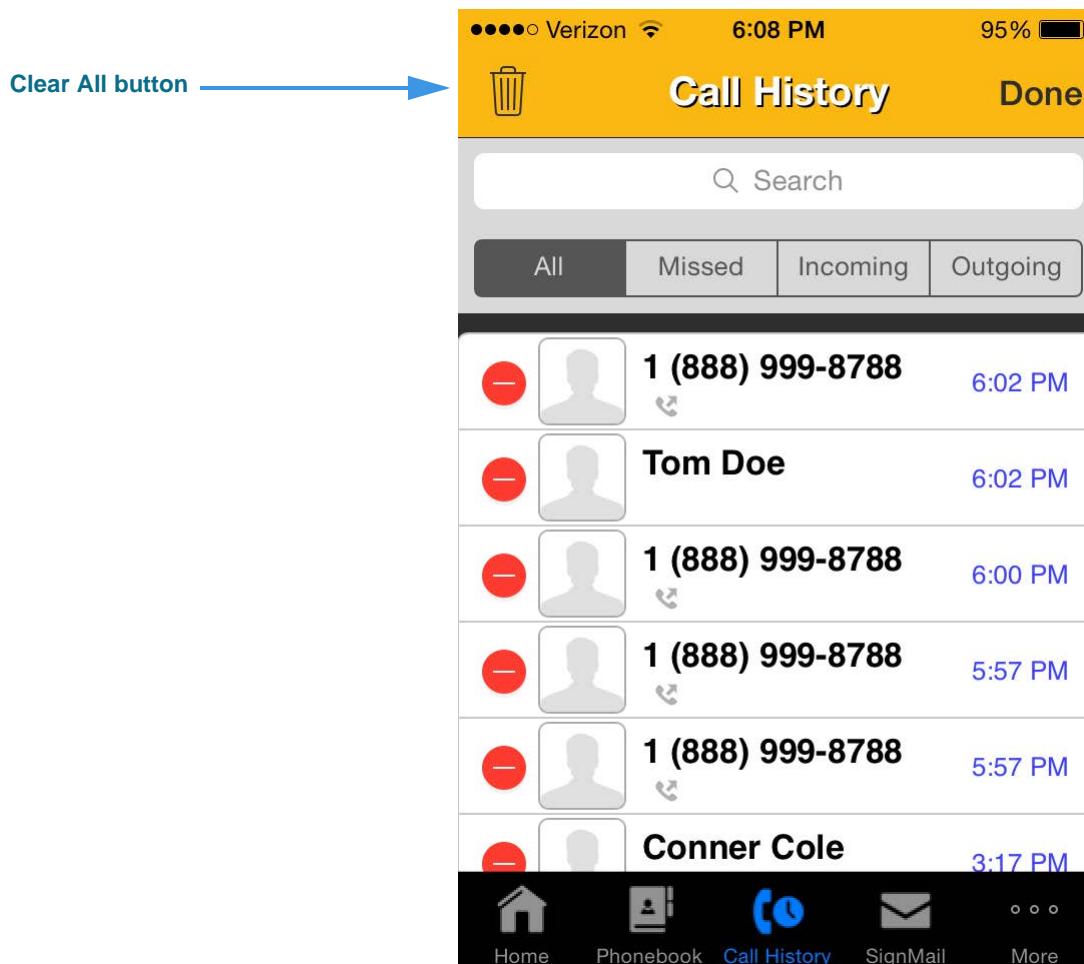 Verizon 6:08 PM 95%
Clear All button
Call History Done
Search
All Missed Incoming Outgoing
1 (888) 999-8788 6:02 PM
Tom Doe 6:02 PM
1 (888) 999-8788 6:00 PM
1 (888) 999-8788 5:57 PM
1 (888) 999-8788 5:57 PM
Conner Cole 3:17 PM
Home Phonebook Call History SignMail More